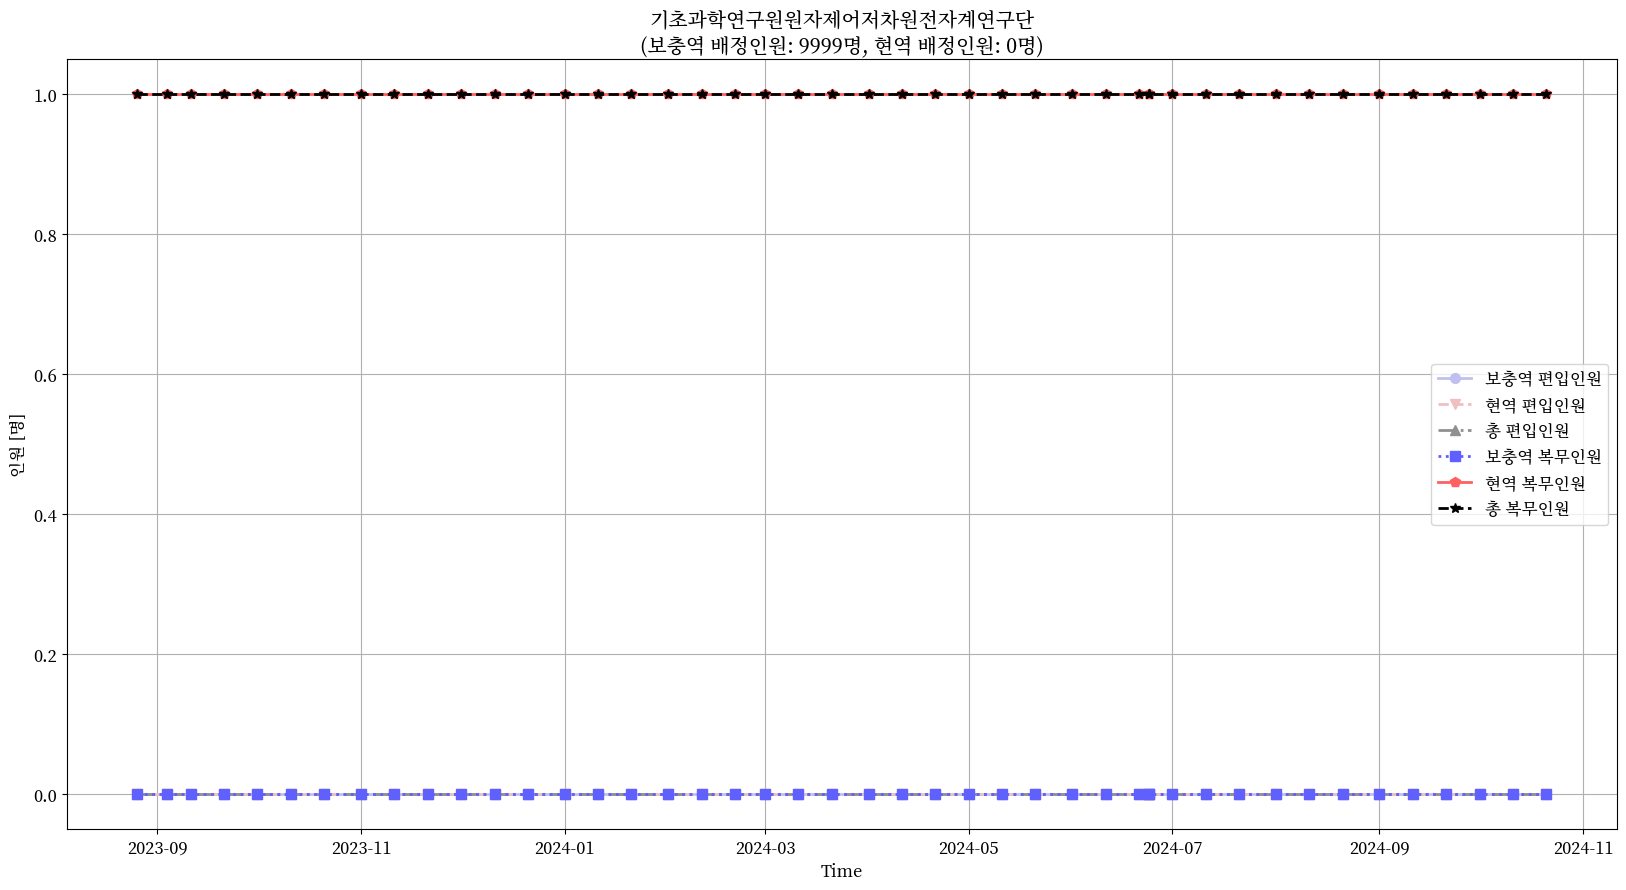 기초과학연구원원자제어저차원전자계연구단
(보충역 배정인원: 9999명, 현역 배정인원: 0명)
1.0
0.8
0.6
0.4
0.2
0.0
인원 [명]
보충역 편입인원
현역 편입인원
총 편입인원
보충역 복무인원
현역 복무인원
총 복무인원
2023-09
2023-11
2024-01
2024-03
2024-05
2024-07
2024-09
2024-11
Time